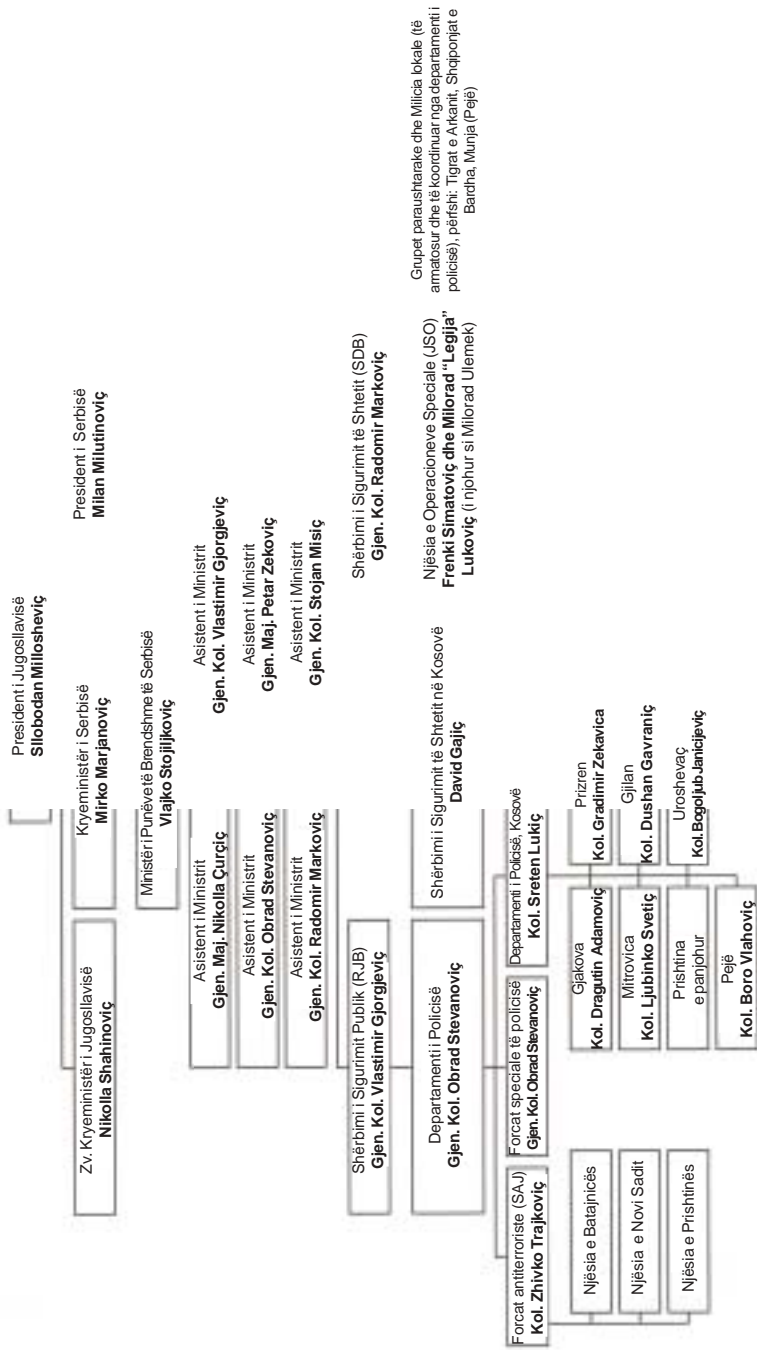 President i Jugosllavisë
Sllobodan Millosheviç
Zv. Kryeministër i Jugosllavisë
Nikolla Shahinoviç
Kryeministër i Serbisë
Mirko Marjanoviç
President i Serbisë
Milan Milutinoviç
Ministër i Punëve të Brendshme të Serbisë
Vlajko Stojiljkoviç
Asistent i Ministrit
Gjen. Maj. Nikolla Çurçiç
Asistent i Ministrit
Gjen. Kol. Vlastimir Gjorgjeviç
Asistent i Ministrit
Gjen. Kol. Obrad Stevanoviç
Asistent i Ministrit
Gjen. Maj. Petar Zekoviç
Asistent i Ministrit
Gjen. Kol. Radomir Markoviç
Asistent i Ministrit
Gjen. Kol. Stojan Misiç
Shërbimi i Sigurimit Publik (RJB)
Gjen. Kol. Vlastimir Gjorgjeviç
Shërbimi i Sigurimit të Shtetit (SDB)
Gjen. Kol. Radomir Markoviç
Departamenti i Policisë
Gjen. Kol. Obrad Stevanoviç
Shërbimi i Sigurimit të Shtetit në Kosovë
David Gajiç
Njësia e Operacioneve Speciale (JSO)
Frenki Simatoviç dhe Milorad "Legija"
Lukoviç (i njohur si Milorad Ulemek)
Grupet paraushtarake dhe Milicia lokale (të
armatosur dhe të koordinuar nga departamenti i
policisë), përfshi: Tigrat e Arkanit, Shqiponjat e
Bardha, Munja (Pejë)
Forcat antiterroriste (SAJ)
Kol. Zhivko Trajkoviç
Forcat speciale të policisë
Gjen. Kol. Obrad Stevanoviç
Departamenti i Policisë, Kosovë
Kol. Sreten Lukiç
Njësia e Batajnicës
Njësia e Novi Sadit
Njësia e Prishtinës
Gjakova
Kol. Dragutin Adamoviç
Prizren
Kol. Gradimir Zekavica
Mitrovica
Kol. Ljubinko Svetiç
Gjilan
Kol. Dushan Gavraniç
Prishtina
e panjohur
Uroshevaç
Kol. Bogoljub Janicijeviç
Pejë
Kol. Boro Vlahoviç